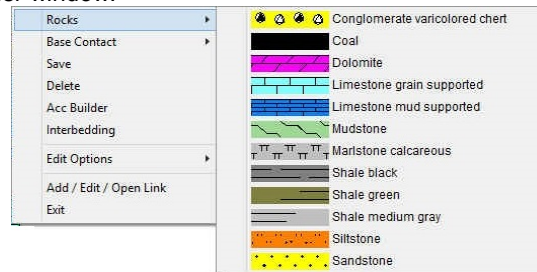 Rocks
Base Contact
Save
Delete
Acc Builder
Interbedding
Edit Options
Add / Edit / Open Link
Exit
Conglomerate varicolored chert
Coal
Dolomite
Limestone grain supported
Limestone mud supported
Mudstone
Marlstone calcareous
Shale black
Shale green
Shale medium gray
Siltstone
Sandstone